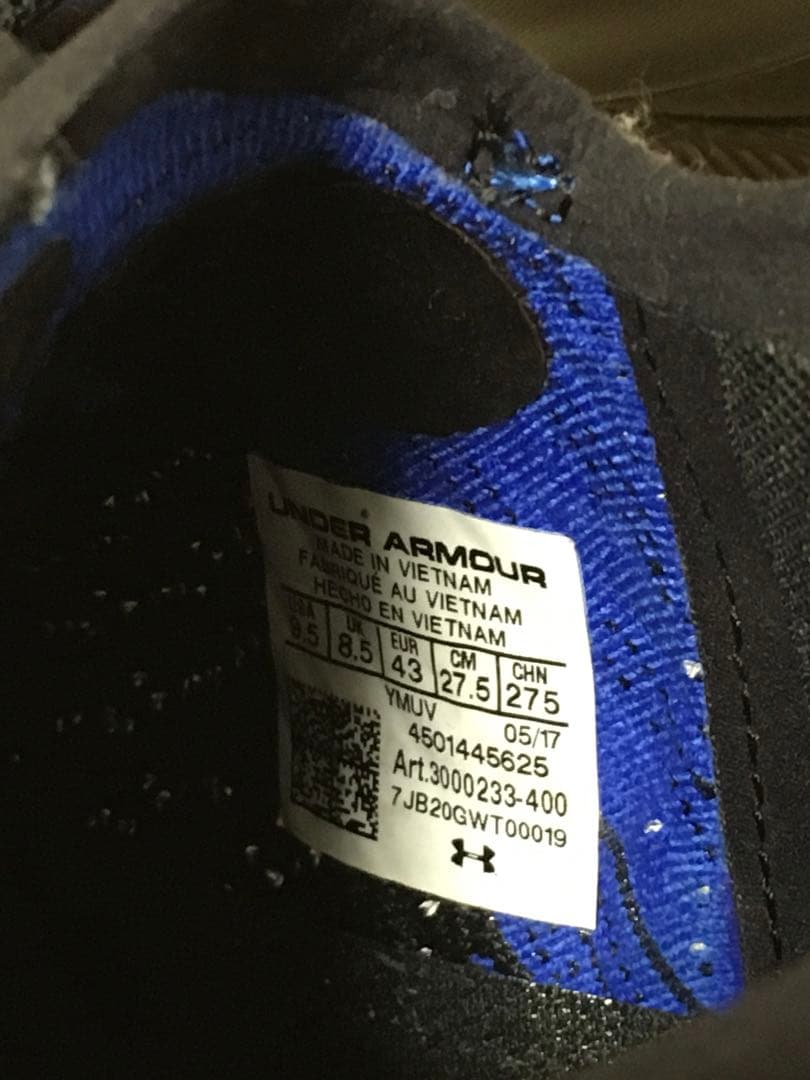 UNDER ARMOUR
MADE IN VIETNAM
FABRIQUÉ AU VIETNAM
HECHO EN VIETNAM
USA UK EUR CM CHN
9.5 8.5 43 27.5 275
YMUV 05/17
4501445625
Art.3000233-400
7JB20GWT00019